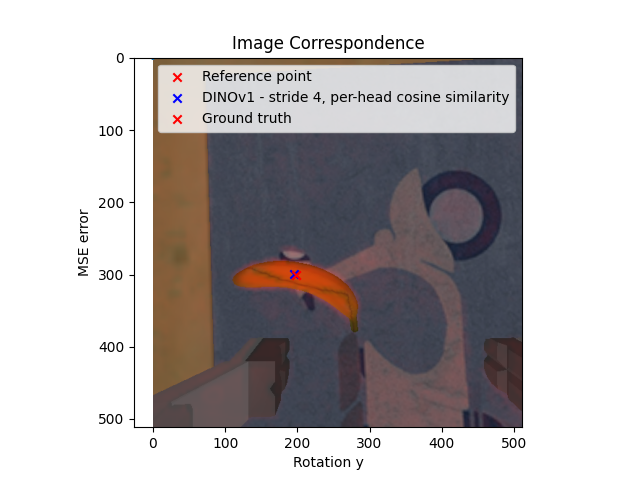 Image Correspondence
Reference point
DINOv1 - stride 4, per-head cosine similarity
Ground truth
MSE error
0
100
200
300
400
500
0 100 200 300 400 500
Rotation y